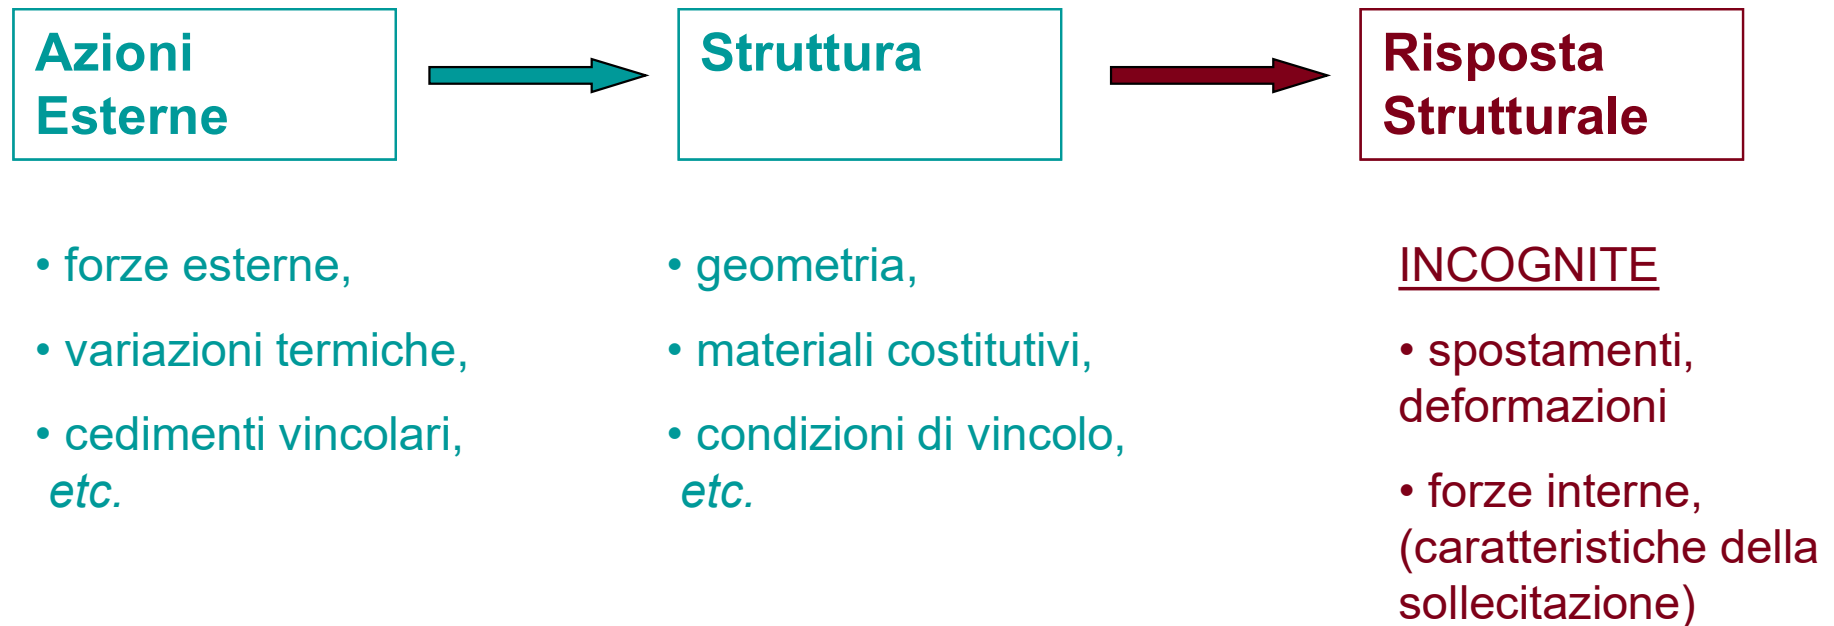 Azioni
Esterne
Struttura
Risposta
Strutturale
• forze esterne,
• variazioni termiche,
• cedimenti vincolari,
etc.
• geometria,
• materiali costitutivi,
• condizioni di vincolo,
etc.
INCOGNITE
• spostamenti,
deformazioni
• forze interne,
(caratteristiche della
sollecitazione)